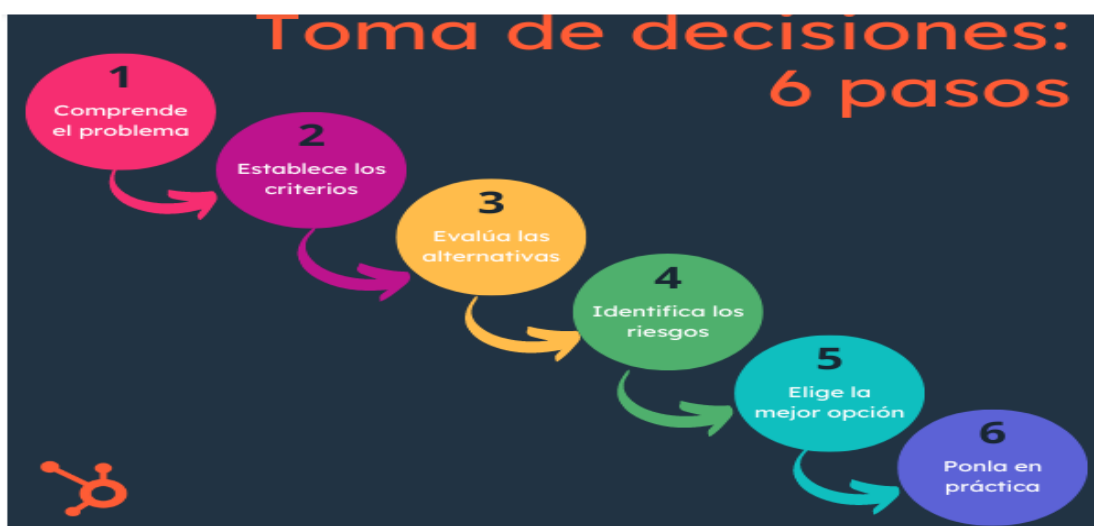 Toma de decisiones:
6 pasos
1
Comprende
el problema
2
Establece los
criterios
3
Evalúa las
alternativas
4
Identifica los
riesgos
5
Elige la
mejor opción
6
Ponla en
práctica